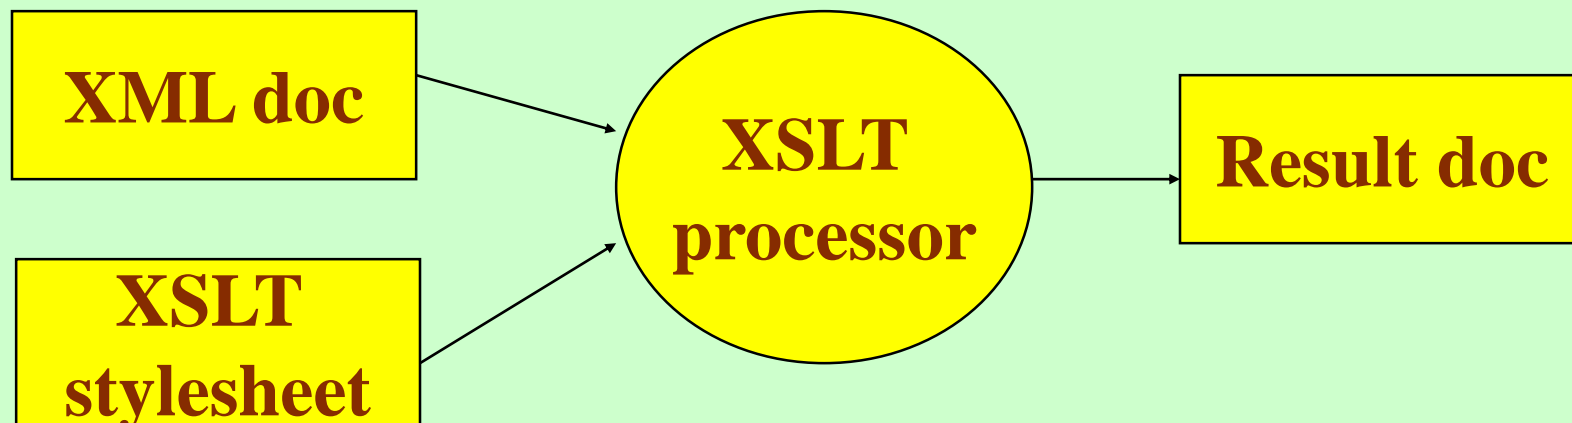 XML doc
XSLT
processor
Result doc
XSLT
stylesheet